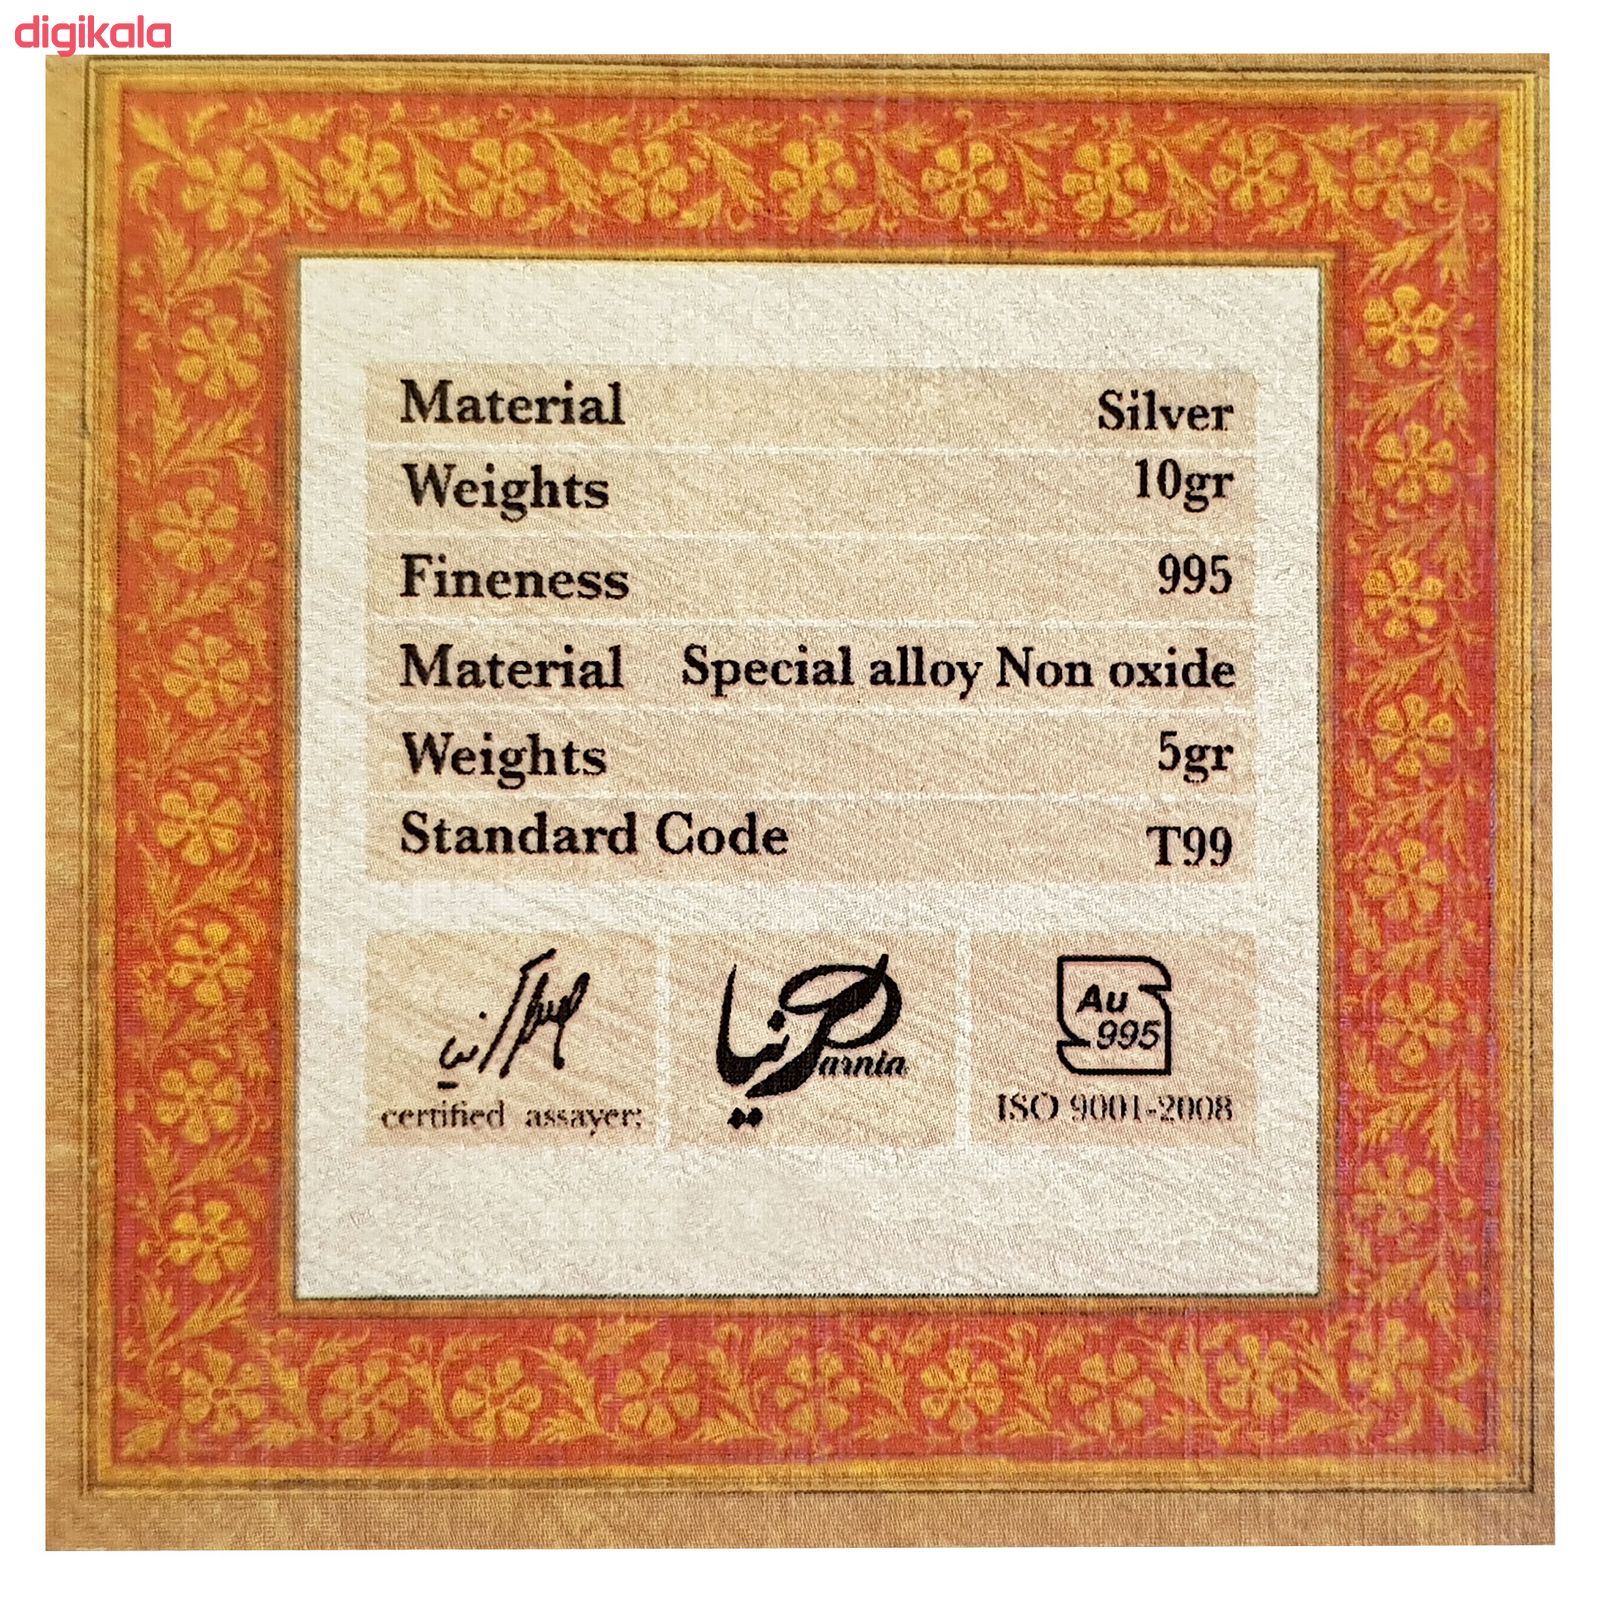 digikala
Material Silver
Weights 10gr
Fineness 995
Material Special alloy Non oxide
Weights 5gr
Standard Code T99
certified assayer:
پرنیا
Parnia
Au
995
ISO 9001-2008